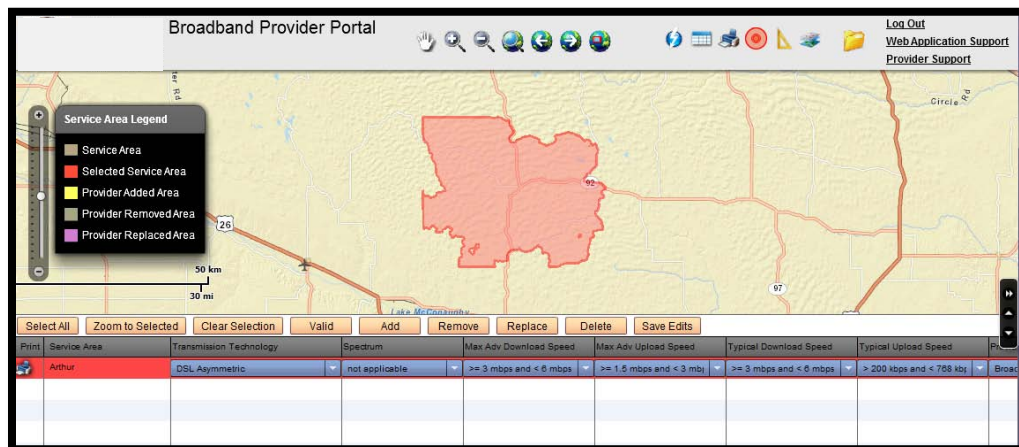 Broadband Provider Portal
Log Out
Web Application Support
Provider Support
ter Rd
Circle Rd
Service Area Legend
Service Area
Selected Service Area
Provider Added Area
Provider Removed Area
Provider Replaced Area
92
26
97
50 km
30 mi
Lake McConaughy
Select All Zoom to Selected Clear Selection Valid Add Remove Replace Delete Save Edits
Print Service Area Transmission Technology Spectrum Max Adv Download Speed Max Adv Upload Speed Typical Download Speed Typical Upload Speed
Arthur DSL Asymmetric not applicable >= 3 mbps and < 6 mbps >= 1.5 mbps and < 3 mb >= 3 mbps and < 6 mbps > 200 kbps and < 768 kb Broad